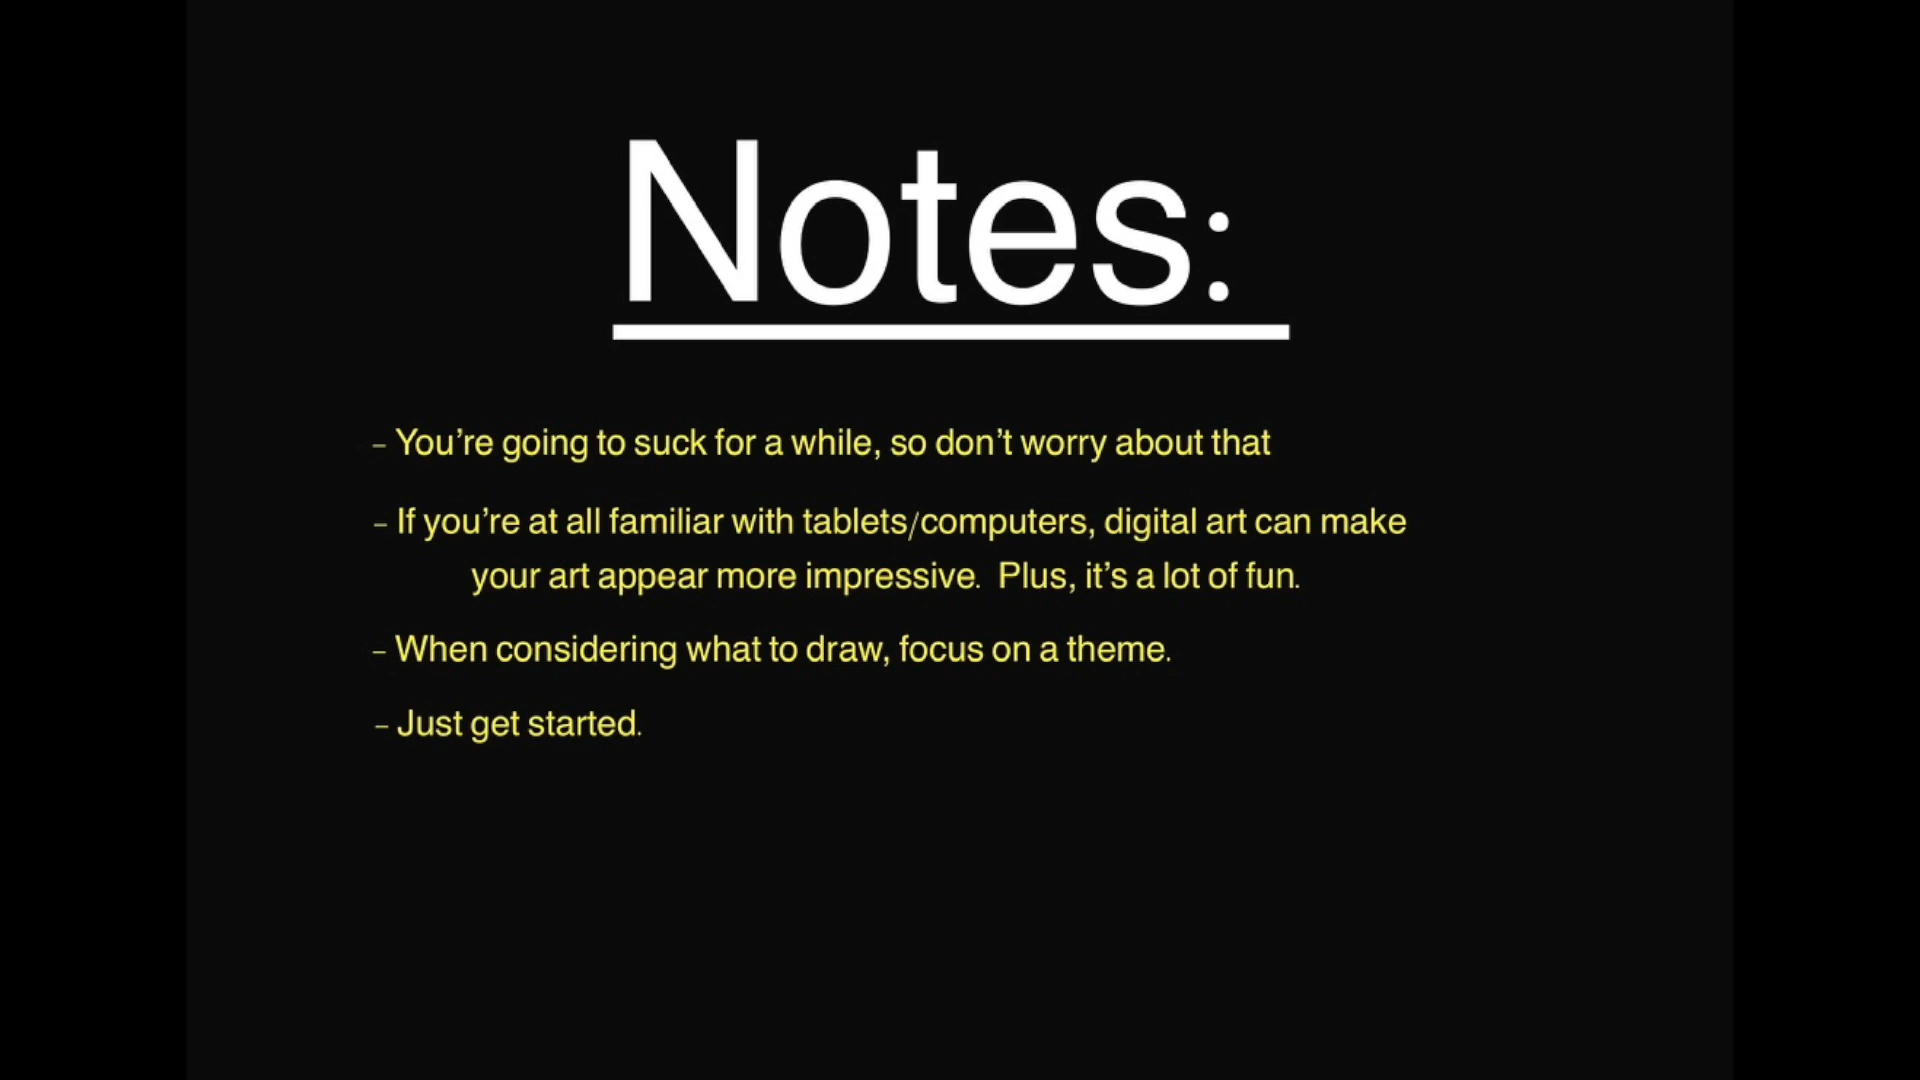 Notes:
– You’re going to suck for a while, so don’t worry about that
– If you’re at all familiar with tablets/computers, digital art can make
your art appear more impressive.  Plus, it’s a lot of fun.
– When considering what to draw, focus on a theme.
– Just get started.